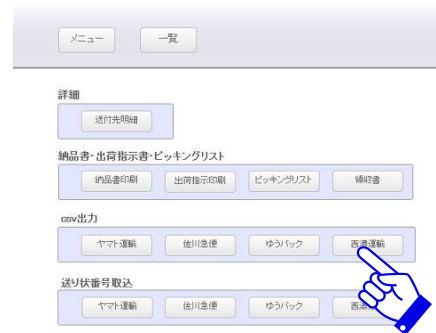 メニュー 一覧
詳細
送付先明細
納品書・出荷指示書・ピッキングリスト
納品書印刷 出荷指示印刷 ピッキングリスト 領収書
csv出力
ヤマト運輸 佐川急便 ゆうパック 西濃運輸
送り状番号取込
ヤマト運輸 佐川急便 ゆうパック 西濃